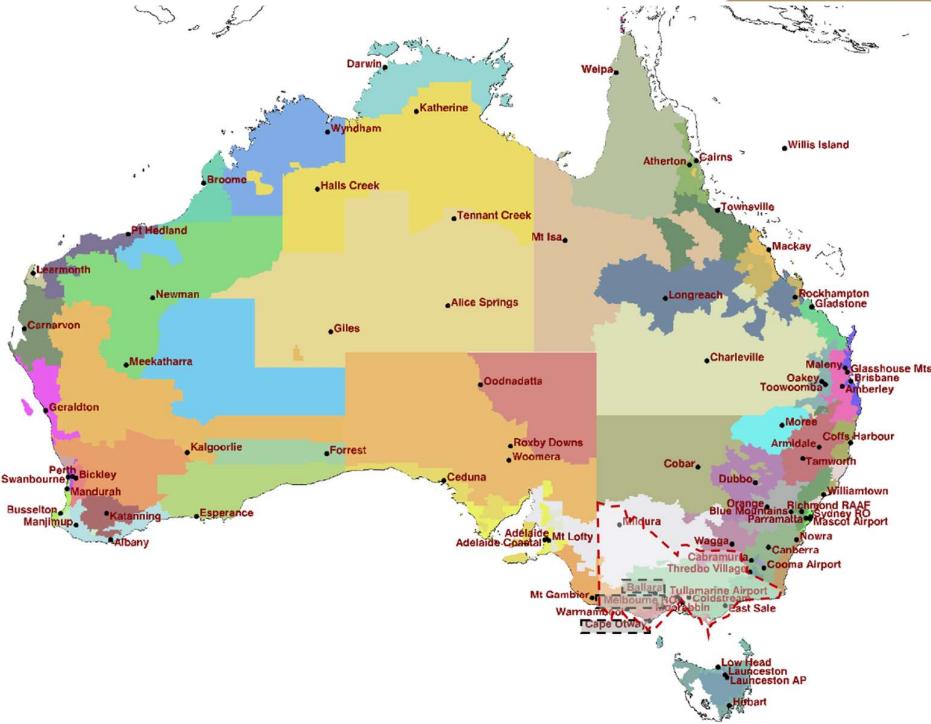 Darwin
Weipa
Katherine
Wyndham
Willis Island
Atherton
Cairns
Broome
Halls Creek
Townsville
Tennant Creek
Pt Hedland
Mt Isa
Mackay
Learmonth
Newman
Longreach
Rockhampton
Gladstone
Alice Springs
Carnarvon
Giles
Charleville
Meekatharra
Maleny
Glasshouse Mts
Oakey
Brisbane
Toowoomba
Amberley
Oodnadatta
Geraldton
Moree
Coffs Harbour
Armidale
Kalgoorlie
Forrest
Roxby Downs
Woomera
Tamworth
Cobar
Perth
Bickley
Swanbourne
Ceduna
Dubbo
Mandurah
Williamtown
Busselton
Katanning
Esperance
Orange
Richmond RAAF
Blue Mountains
Sydney RO
Manjimup
Parramatta
Mascot Airport
Mildura
Albany
Adelaide
Mt Lofty
Adelaide Coastal
Wagga
Nowra
Canberra
Cabramurra
Cooma Airport
Thredbo Village
Ballarat
Tullamarine Airport
Mt Gambier
Melbourne RO
Coldstream
Moorabbin
East Sale
Warrnambool
Cape Otway
Low Head
Launceston
Launceston AP
Hobart